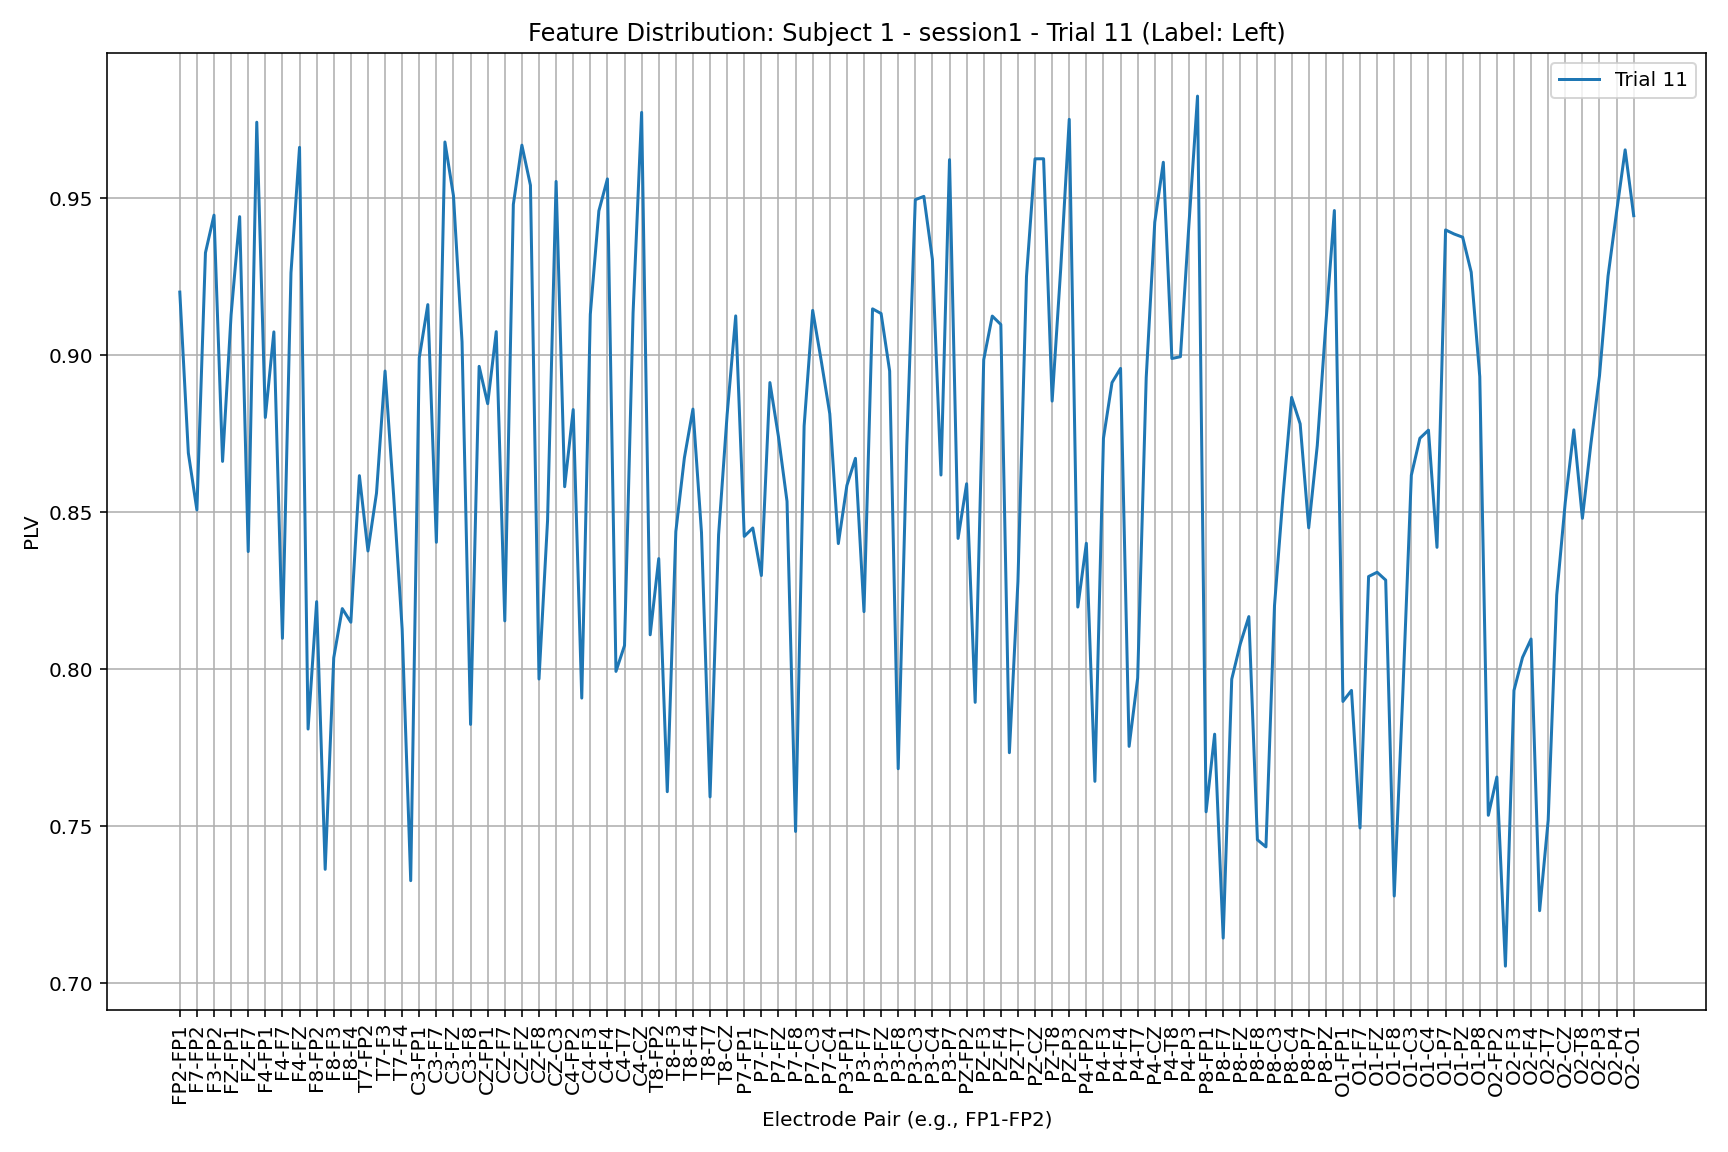 Feature Distribution: Subject 1 - session1 - Trial 11 (Label: Left)
Trial 11
PLV
0.95
0.90
0.85
0.80
0.75
0.70
FP2-FP1
F7-FP2
F3-FP2
FZ-FP1
FZ-F7
F4-FP1
F4-F7
F4-FZ
F8-FP2
F8-F3
F8-F4
T7-FP2
T7-F3
T7-F4
C3-FP1
C3-F7
C3-FZ
C3-F8
CZ-FP1
CZ-F7
CZ-FZ
CZ-F8
CZ-C3
C4-FP2
C4-F3
C4-F4
C4-T7
C4-CZ
T8-FP2
T8-F3
T8-F4
T8-T7
T8-CZ
P7-FP1
P7-F7
P7-FZ
P7-F8
P7-C3
P7-C4
P3-FP1
P3-F7
P3-FZ
P3-F8
P3-C3
P3-C4
P3-P7
PZ-FP2
PZ-F3
PZ-F4
PZ-T7
PZ-CZ
PZ-T8
PZ-P3
P4-FP2
P4-F3
P4-F4
P4-T7
P4-CZ
P4-T8
P4-P3
P8-FP1
P8-F7
P8-FZ
P8-F8
P8-C3
P8-C4
P8-P7
P8-PZ
O1-FP1
O1-F7
O1-FZ
O1-F8
O1-C3
O1-C4
O1-P7
O1-PZ
O1-P8
O2-FP2
O2-F3
O2-F4
O2-T7
O2-CZ
O2-T8
O2-P3
O2-P4
O2-O1
Electrode Pair (e.g., FP1-FP2)